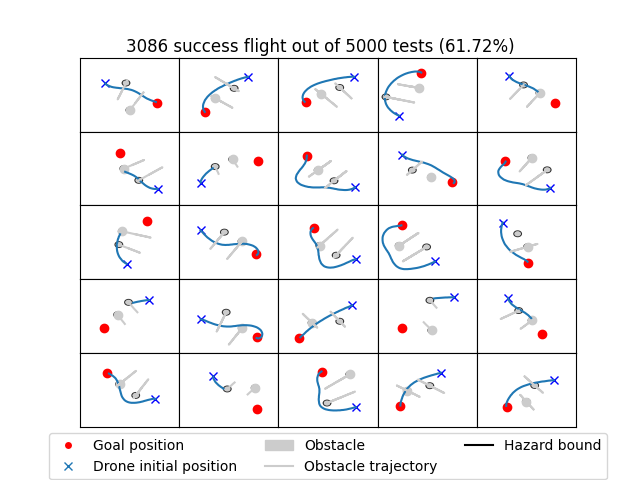 3086 success flight out of 5000 tests (61.72%)
Goal position
Drone initial position
Obstacle
Obstacle trajectory
Hazard bound